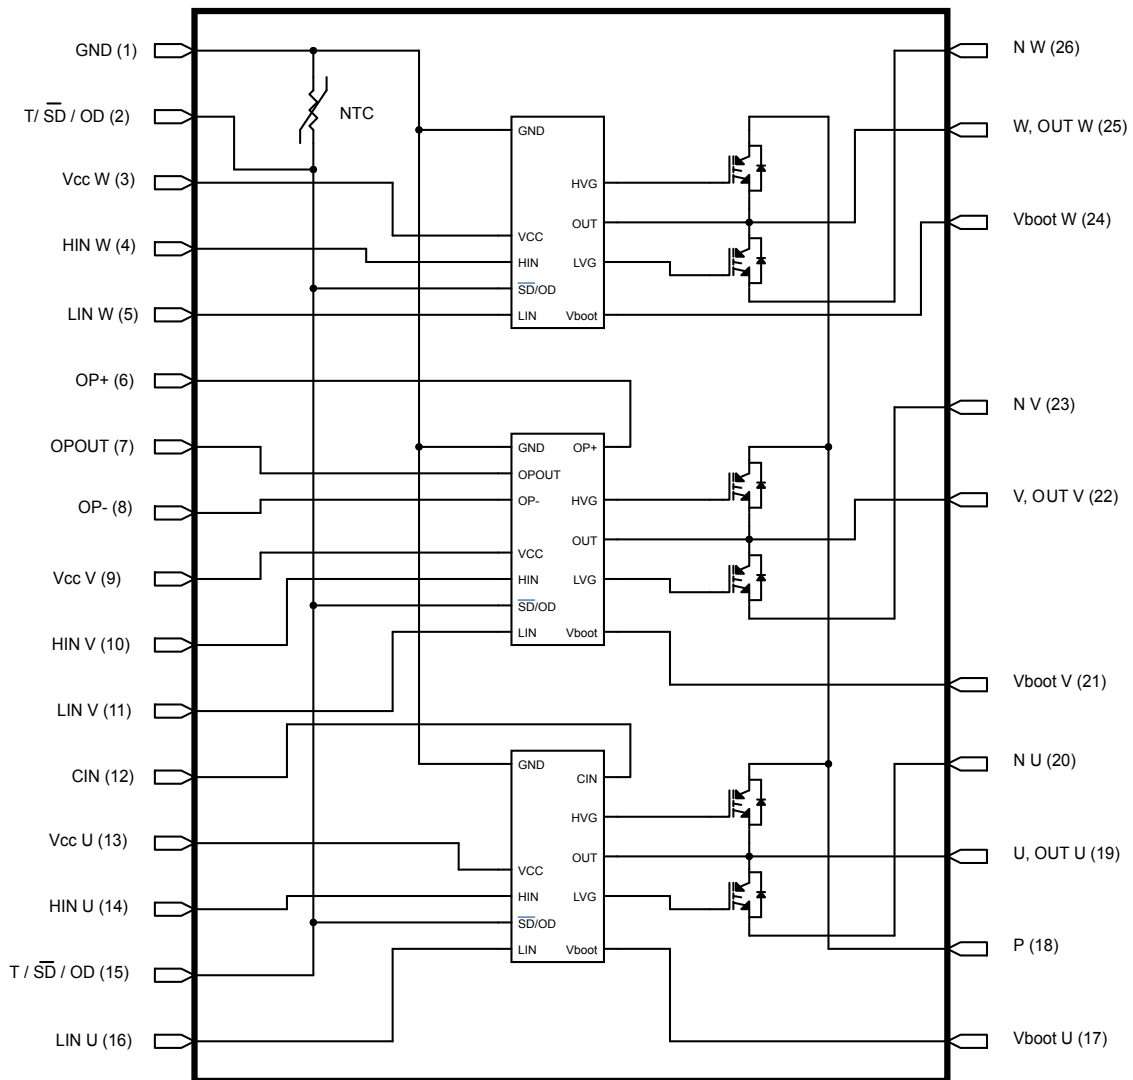 GND (1)
T/ SD / OD (2)
Vcc W (3)
HIN W (4)
LIN W (5)
OP+ (6)
OPOUT (7)
OP- (8)
Vcc V (9)
HIN V (10)
LIN V (11)
CIN (12)
Vcc U (13)
HIN U (14)
T / SD / OD (15)
LIN U (16)
NTC
GND
HVG
OUT
VCC
HIN
LVG
SD/OD
LIN
Vboot
GND
OP+
OPOUT
OP-
HVG
OUT
VCC
HIN
LVG
SD/OD
LIN
Vboot
GND
CIN
HVG
OUT
VCC
HIN
LVG
SD/OD
LIN
Vboot
N W (26)
W, OUT W (25)
Vboot W (24)
N V (23)
V, OUT V (22)
Vboot V (21)
N U (20)
U, OUT U (19)
P (18)
Vboot U (17)